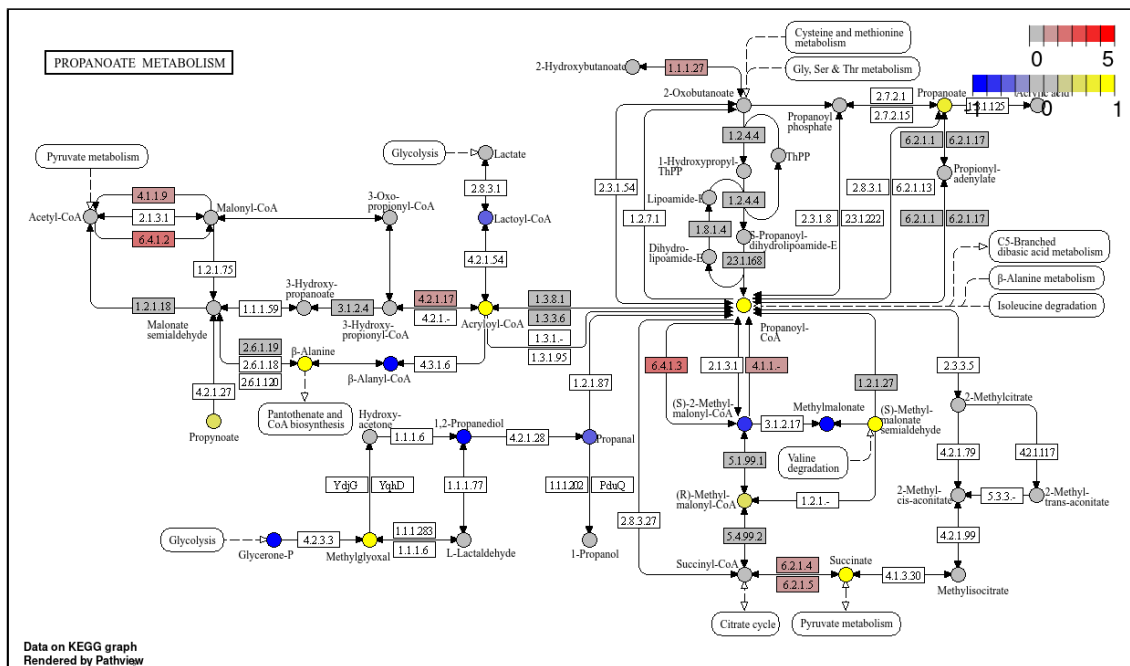 PROPANOATE METABOLISM
Cysteine and methionine
metabolism
Gly, Ser & Thr metabolism
0
5
-1
0
1
2-Hydroxybutanoate
1.1.1.27
2-Oxobutanoate
2.7.2.1
2.7.2.15
Propanoyl
phosphate
Propanoate
Acrylic acid
1.2.4.4
ThPP
1-Hydroxypropyl-
ThPP
6.2.1.1
6.2.1.17
Propionyl-
adenylate
2.3.1.54
1.2.7.1
1.2.4.4
1.8.1.4
S-Propanoyl-
dihydrolipoamide-E
2.3.1.168
2.3.1.8
2.3.1.222
2.8.3.1
6.2.1.13
6.2.1.1
6.2.1.17
C5-Branched
dibasic acid metabolism
β-Alanine metabolism
Isoleucine degradation
Propanoyl-
CoA
Pyruvate metabolism
Glycolysis
Lactate
2.8.3.1
Lactoyl-CoA
4.2.1.54
Acetyl-CoA
4.1.1.9
2.1.3.1
6.4.1.2
Malonyl-CoA
3-Oxo-
propionyl-CoA
1.2.1.75
1.2.1.18
Malonate
semialdehyde
1.1.1.59
3-Hydroxy-
propanoate
3.1.2.4
3-Hydroxy-
propionyl-CoA
4.2.1.17
4.2.1.-
Acryloyl-CoA
1.3.8.1
1.3.3.6
1.3.1.-
1.3.1.95
2.6.1.19
2.6.1.18
2.6.1.120
β-Alanine
β-Alanyl-CoA
4.3.1.6
4.2.1.27
Propynoate
Pantothenate and
CoA biosynthesis
1.2.1.87
6.4.1.3
2.1.3.1
4.1.1.-
1.2.1.27
2.3.3.5
(S)-2-Methyl-
malonyl-CoA
Methylmalonate
3.1.2.17
(S)-Methyl-
malonate
semialdehyde
Valine
degradation
2-Methylcitrate
4.2.1.79
4.2.1.117
5.1.99.1
(R)-Methyl-
malonyl-CoA
1.2.1.-
2-Methyl-
cis-aconitate
5.3.3.-
2-Methyl-
trans-aconitate
Hydroxy-
acetone
1.1.1.6
1,2-Propanediol
4.2.1.28
Propanal
YdjG
YqhD
1.1.1.77
1.1.1.202
PduQ
Glycolysis
Glycerone-P
4.2.3.3
Methylglyoxal
1.1.1.283
1.1.1.6
L-Lactaldehyde
1-Propanol
2.8.3.27
5.4.99.2
4.2.1.99
Succinyl-CoA
6.2.1.4
6.2.1.5
Succinate
4.1.3.30
Methylisocitrate
Citrate cycle
Pyruvate metabolism
Data on KEGG graph
Rendered by Pathview